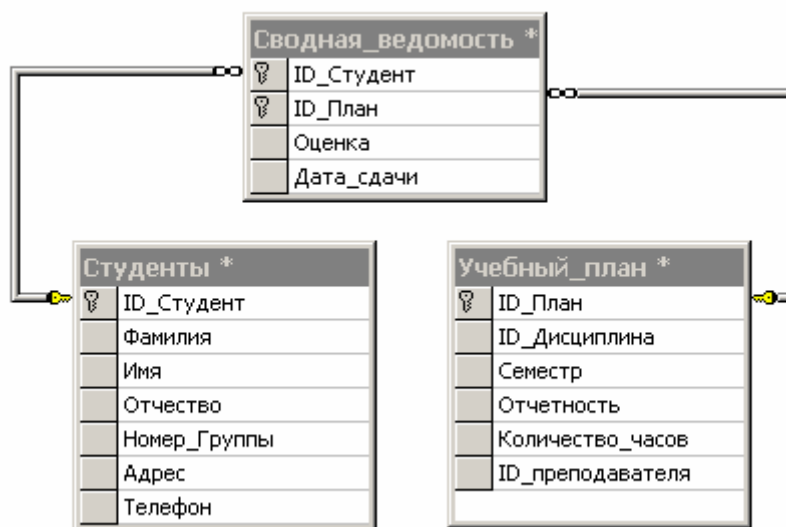 Сводная_ведомость *
ID_Студент
ID_План
Оценка
Дата_сдачи
Студенты *
ID_Студент
Фамилия
Имя
Отчество
Номер_Группы
Адрес
Телефон
Учебный_план *
ID_План
ID_Дисциплина
Семестр
Отчетность
Количество_часов
ID_преподавателя